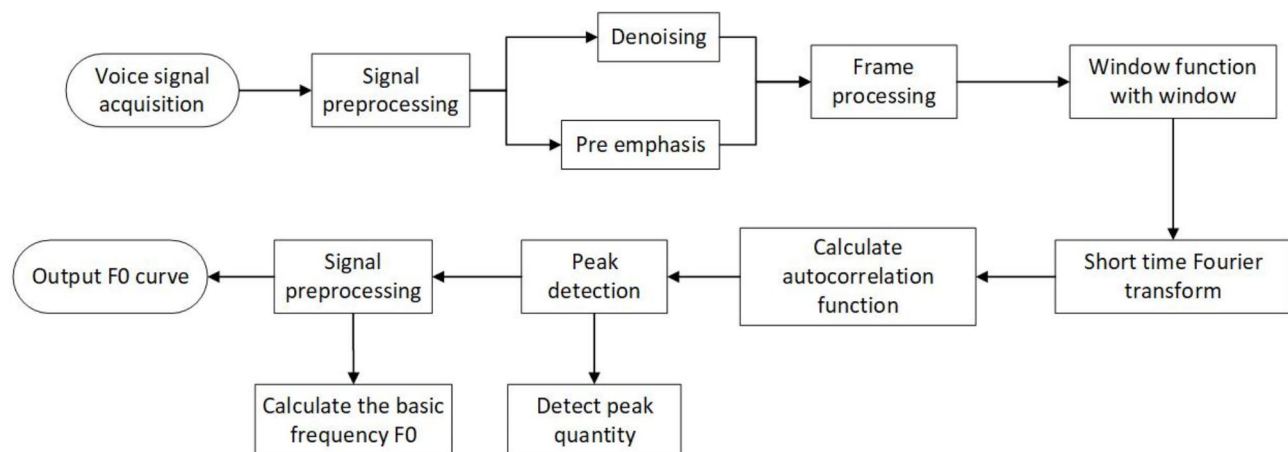 Voice signal
acquisition
Signal
preprocessing
Denoising
Pre emphasis
Frame
processing
Window function
with window
Short time Fourier
transform
Calculate
autocorrelation
function
Peak
detection
Detect peak
quantity
Signal
preprocessing
Calculate the basic
frequency F0
Output F0 curve